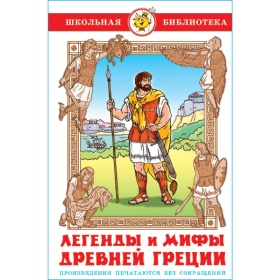 ШКОЛЬНАЯ БИБЛИОТЕКА
ЛЕГЕНДЫ И МИФЫ
ДРЕВНЕЙ ГРЕЦИИ
ПРОИЗВЕДЕНИЯ ПЕЧАТАЮТСЯ БЕЗ СОКРАЩЕНИЙ